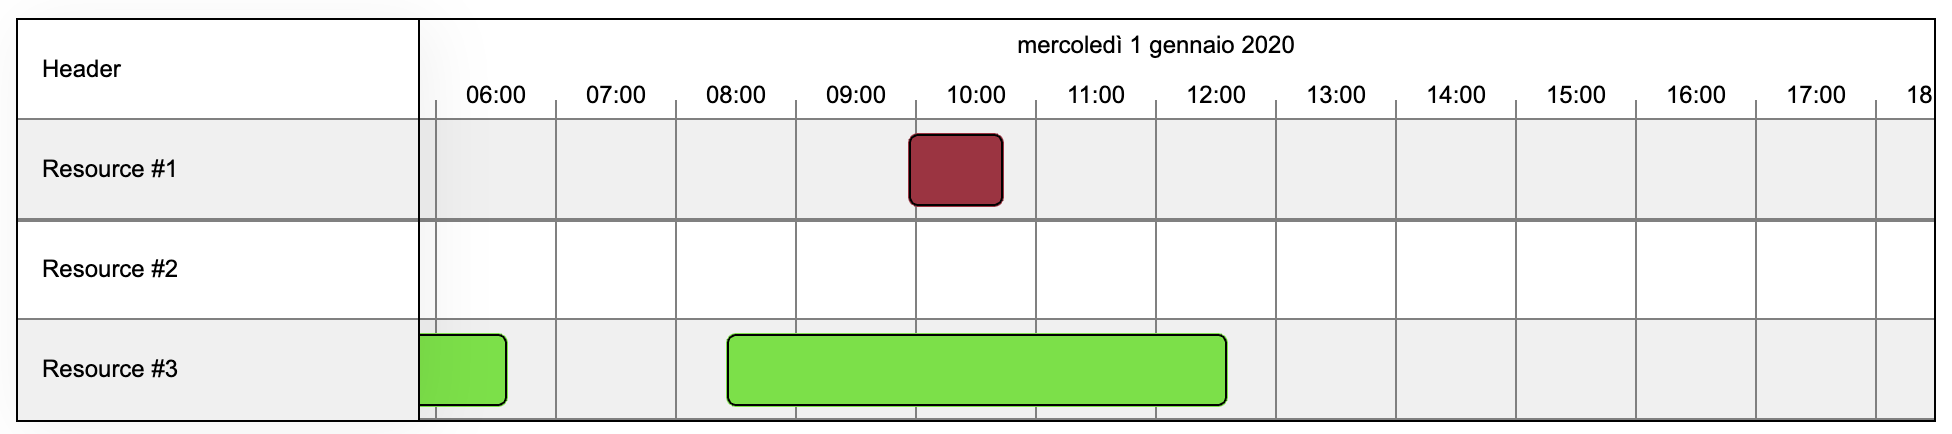 Header
mercoledì 1 gennaio 2020
06:00 07:00 08:00 09:00 10:00 11:00 12:00 13:00 14:00 15:00 16:00 17:00 18
Resource #1
Resource #2
Resource #3